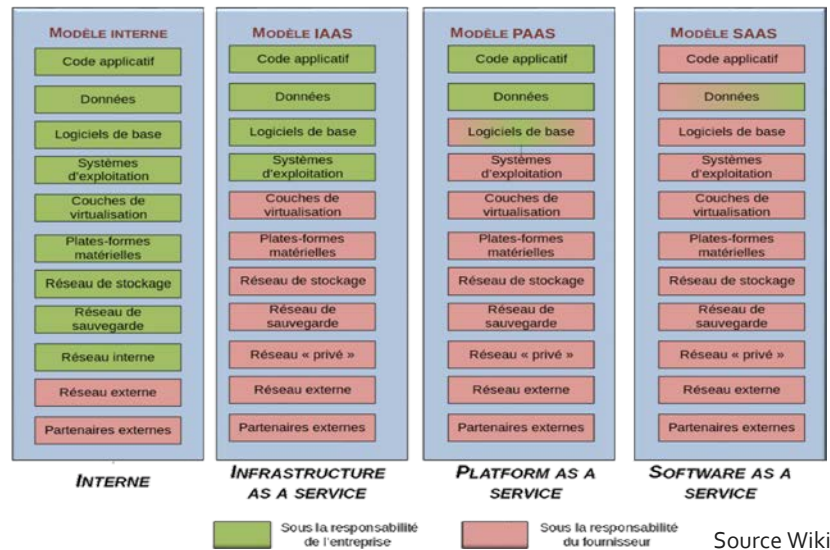 MODÈLE INTERNE
Code applicatif
Données
Logiciels de base
Systèmes
d'exploitation
Couches de
virtualisation
Plates-formes
matérielles
Réseau de stockage
Réseau de
sauvegarde
Réseau interne
Réseau externe
Partenaires externes
INTERNE
MODÈLE IAAS
Code applicatif
Données
Logiciels de base
Systèmes
d'exploitation
Couches de
virtualisation
Plates-formes
matérielles
Réseau de stockage
Réseau de
sauvegarde
Réseau « privé »
Réseau externe
Partenaires externes
INFRASTRUCTURE
AS A SERVICE
MODÈLE PAAS
Code applicatif
Données
Logiciels de base
Systèmes
d'exploitation
Couches de
virtualisation
Plates-formes
matérielles
Réseau de stockage
Réseau de
sauvegarde
Réseau « privé »
Réseau externe
Partenaires externes
PLATFORM AS A
SERVICE
MODÈLE SAAS
Code applicatif
Données
Logiciels de base
Systèmes
d'exploitation
Couches de
virtualisation
Plates-formes
matérielles
Réseau de stockage
Réseau de
sauvegarde
Réseau « privé »
Réseau externe
Partenaires externes
SOFTWARE AS A
SERVICE
Sous la responsabilité
de l'entreprise
Sous la responsabilité
du fournisseur
Source Wiki